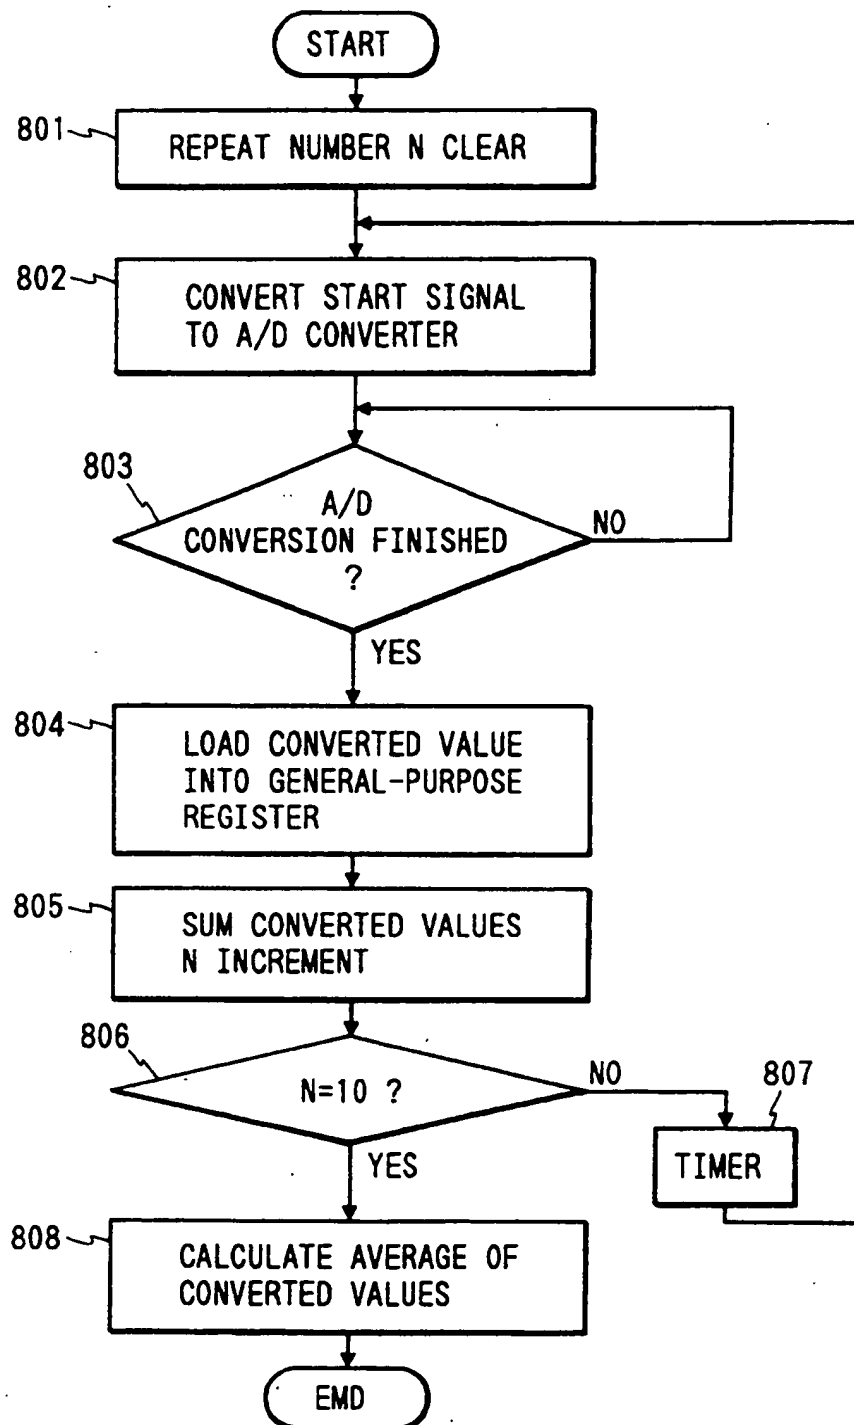 START
801
REPEAT NUMBER N CLEAR
802
CONVERT START SIGNAL
TO A/D CONVERTER
803
A/D
CONVERSION FINISHED
?
NO
YES
804
LOAD CONVERTED VALUE
INTO GENERAL-PURPOSE
REGISTER
805
SUM CONVERTED VALUES
N INCREMENT
806
N=10 ?
NO
807
YES
TIMER
808
CALCULATE AVERAGE OF
CONVERTED VALUES
EMD